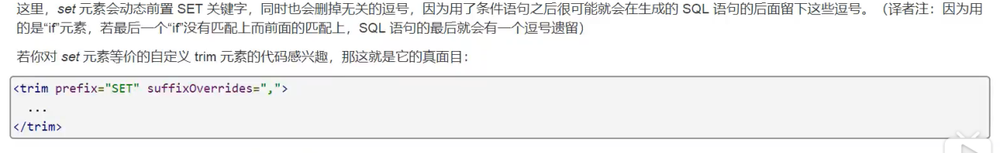 这里，set 元素会动态前置 SET 关键字，同时也会删掉无关的逗号，因为用了条件语句之后很可能就会在生成的 SQL 语句的后面留下这些逗号。（译者注：因为用
的是“if”元素，若最后一个“if”没有匹配上而前面的匹配上，SQL 语句的最后就会有一个逗号遗留）
若你对 set 元素等价的自定义 trim 元素的代码感兴趣，那这就是它的真面目：
<trim prefix="SET" suffixOverrides=",">
...
</trim>